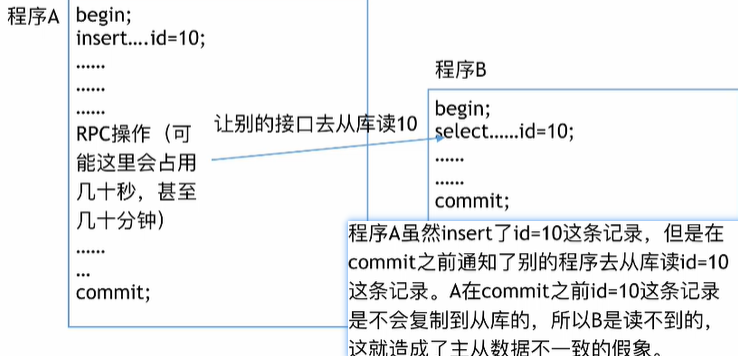 程序A
begin;
insert....id=10;
......
......
......
RPC操作（可
能这里会占用
几十秒，甚至
几十分钟）
......
...
commit;
让别的接口去从库读10
程序B
begin;
select......id=10;
......
......
commit;
程序A虽然insert了id=10这条记录，但是在
commit之前通知了别的程序去从库读id=10
这条记录。A在commit之前id=10这条记录
是不会复制到从库的，所以B是读不到的，
这就造成了主从数据不一致的假象。